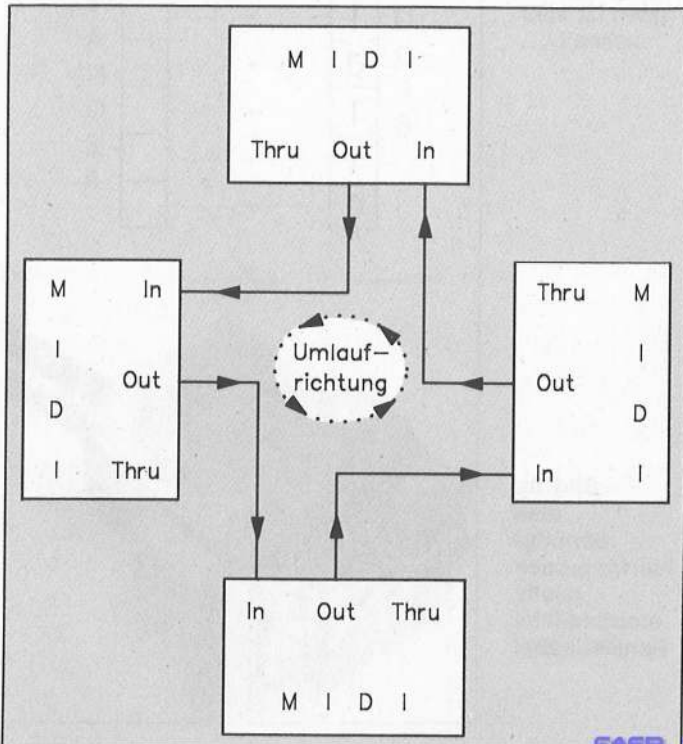 M I D I
Thru Out In
M In
I
Out
D
I Thru
Umlauf-
richtung
Thru M
I
Out
D
In I
In Out Thru
M I D I